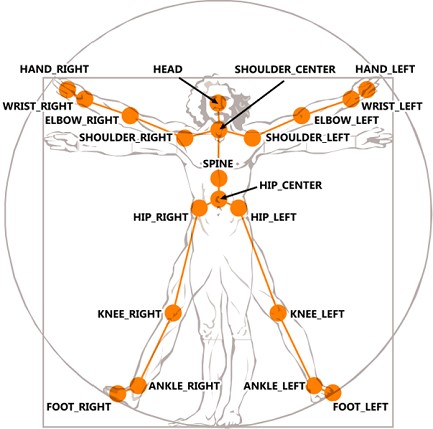 HAND_RIGHT
HEAD
SHOULDER_CENTER
HAND_LEFT
WRIST_RIGHT
WRIST_LEFT
ELBOW_RIGHT
ELBOW_LEFT
SHOULDER_RIGHT
SHOULDER_LEFT
SPINE
HIP_CENTER
HIP_RIGHT
HIP_LEFT
KNEE_RIGHT
KNEE_LEFT
ANKLE_RIGHT
ANKLE_LEFT
FOOT_RIGHT
FOOT_LEFT